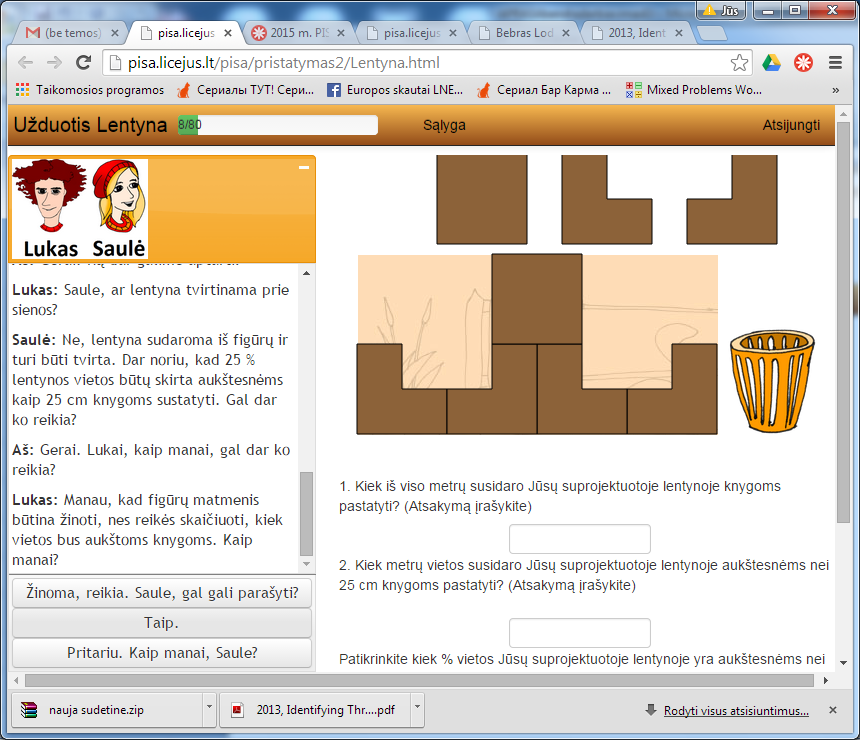 Jūs
(be temos)
pisa.licejus.
2015 m. PIS
pisa.licejus
Bebras Lod
2013, Ident
pisa.licejus.lt/pisa/pristatymas2/Lentyna.html
Taikomosios programos
Сериалы ТУТ! Сери...
Europos skautai LNE...
Сериал Бар Карма ...
Mixed Problems Wo...
»
Užduotis Lentyna
8/80
Sąlyga
Atsijungti
Lukas Saulė
Lukas: Saule, ar lentyna tvirtinama prie
sienos?
Saulė: Ne, lentyna sudaroma iš figūrų ir
turi būti tvirta. Dar noriu, kad 25 %
lentynos vietos būtų skirta aukštesnėms
kaip 25 cm knygoms sustatyti. Gal dar
ko reikia?
Aš: Gerai. Lukai, kaip manai, gal dar ko
reikia?
Lukas: Manau, kad figūrų matmenis
būtina žinoti, nes reikės skaičiuoti, kiek
vietos bus aukštoms knygoms. Kaip
manai?
Žinoma, reikia. Saule, gal gali parašyti?
Taip.
Pritariu. Kaip manai, Saule?
1. Kiek iš viso metrų susidaro Jūsų suprojektuotoje lentynoje knygoms
pastatyti? (Atsakymą įrašykite)
2. Kiek metrų vietos susidaro Jūsų suprojektuotoje lentynoje aukštesnėms nei
25 cm knygoms pastatyti? (Atsakymą įrašykite)
Patikrinkite kiek % vietos Jūsų suprojektuotoje lentynoje yra aukštesnėms nei
nauja sudetine.zip
2013, Identifying Thr....pdf
Rodyti visus atsisiuntimus...